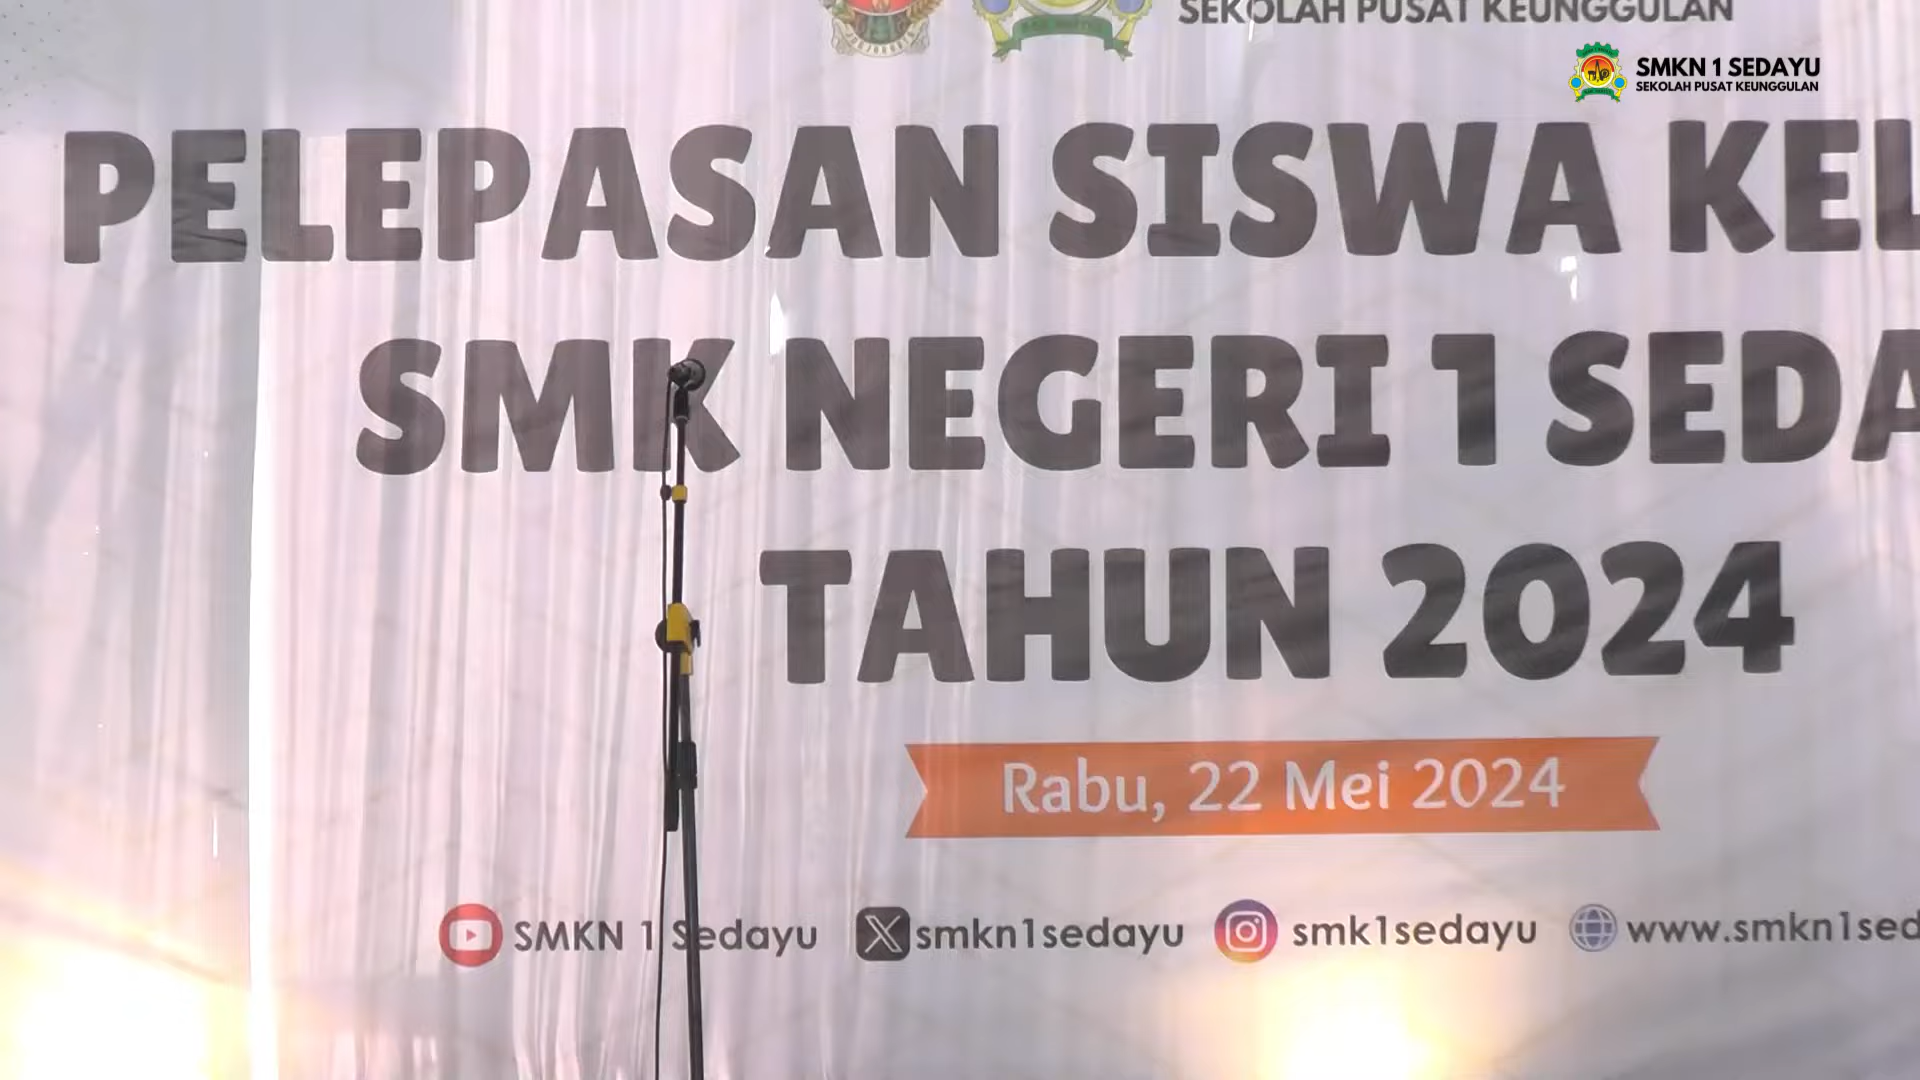 SEKOLAH PUSAT KEUNGGULAN
SMKN 1 SEDAYU
SEKOLAH PUSAT KEUNGGULAN
PELEPASAN SISWA KEL
SMK NEGERI 1 SEDA
TAHUN 2024
Rabu, 22 Mei 2024
SMKN 1 Sedayu smkn1sedayu smk1sedayu www.smkn1sed